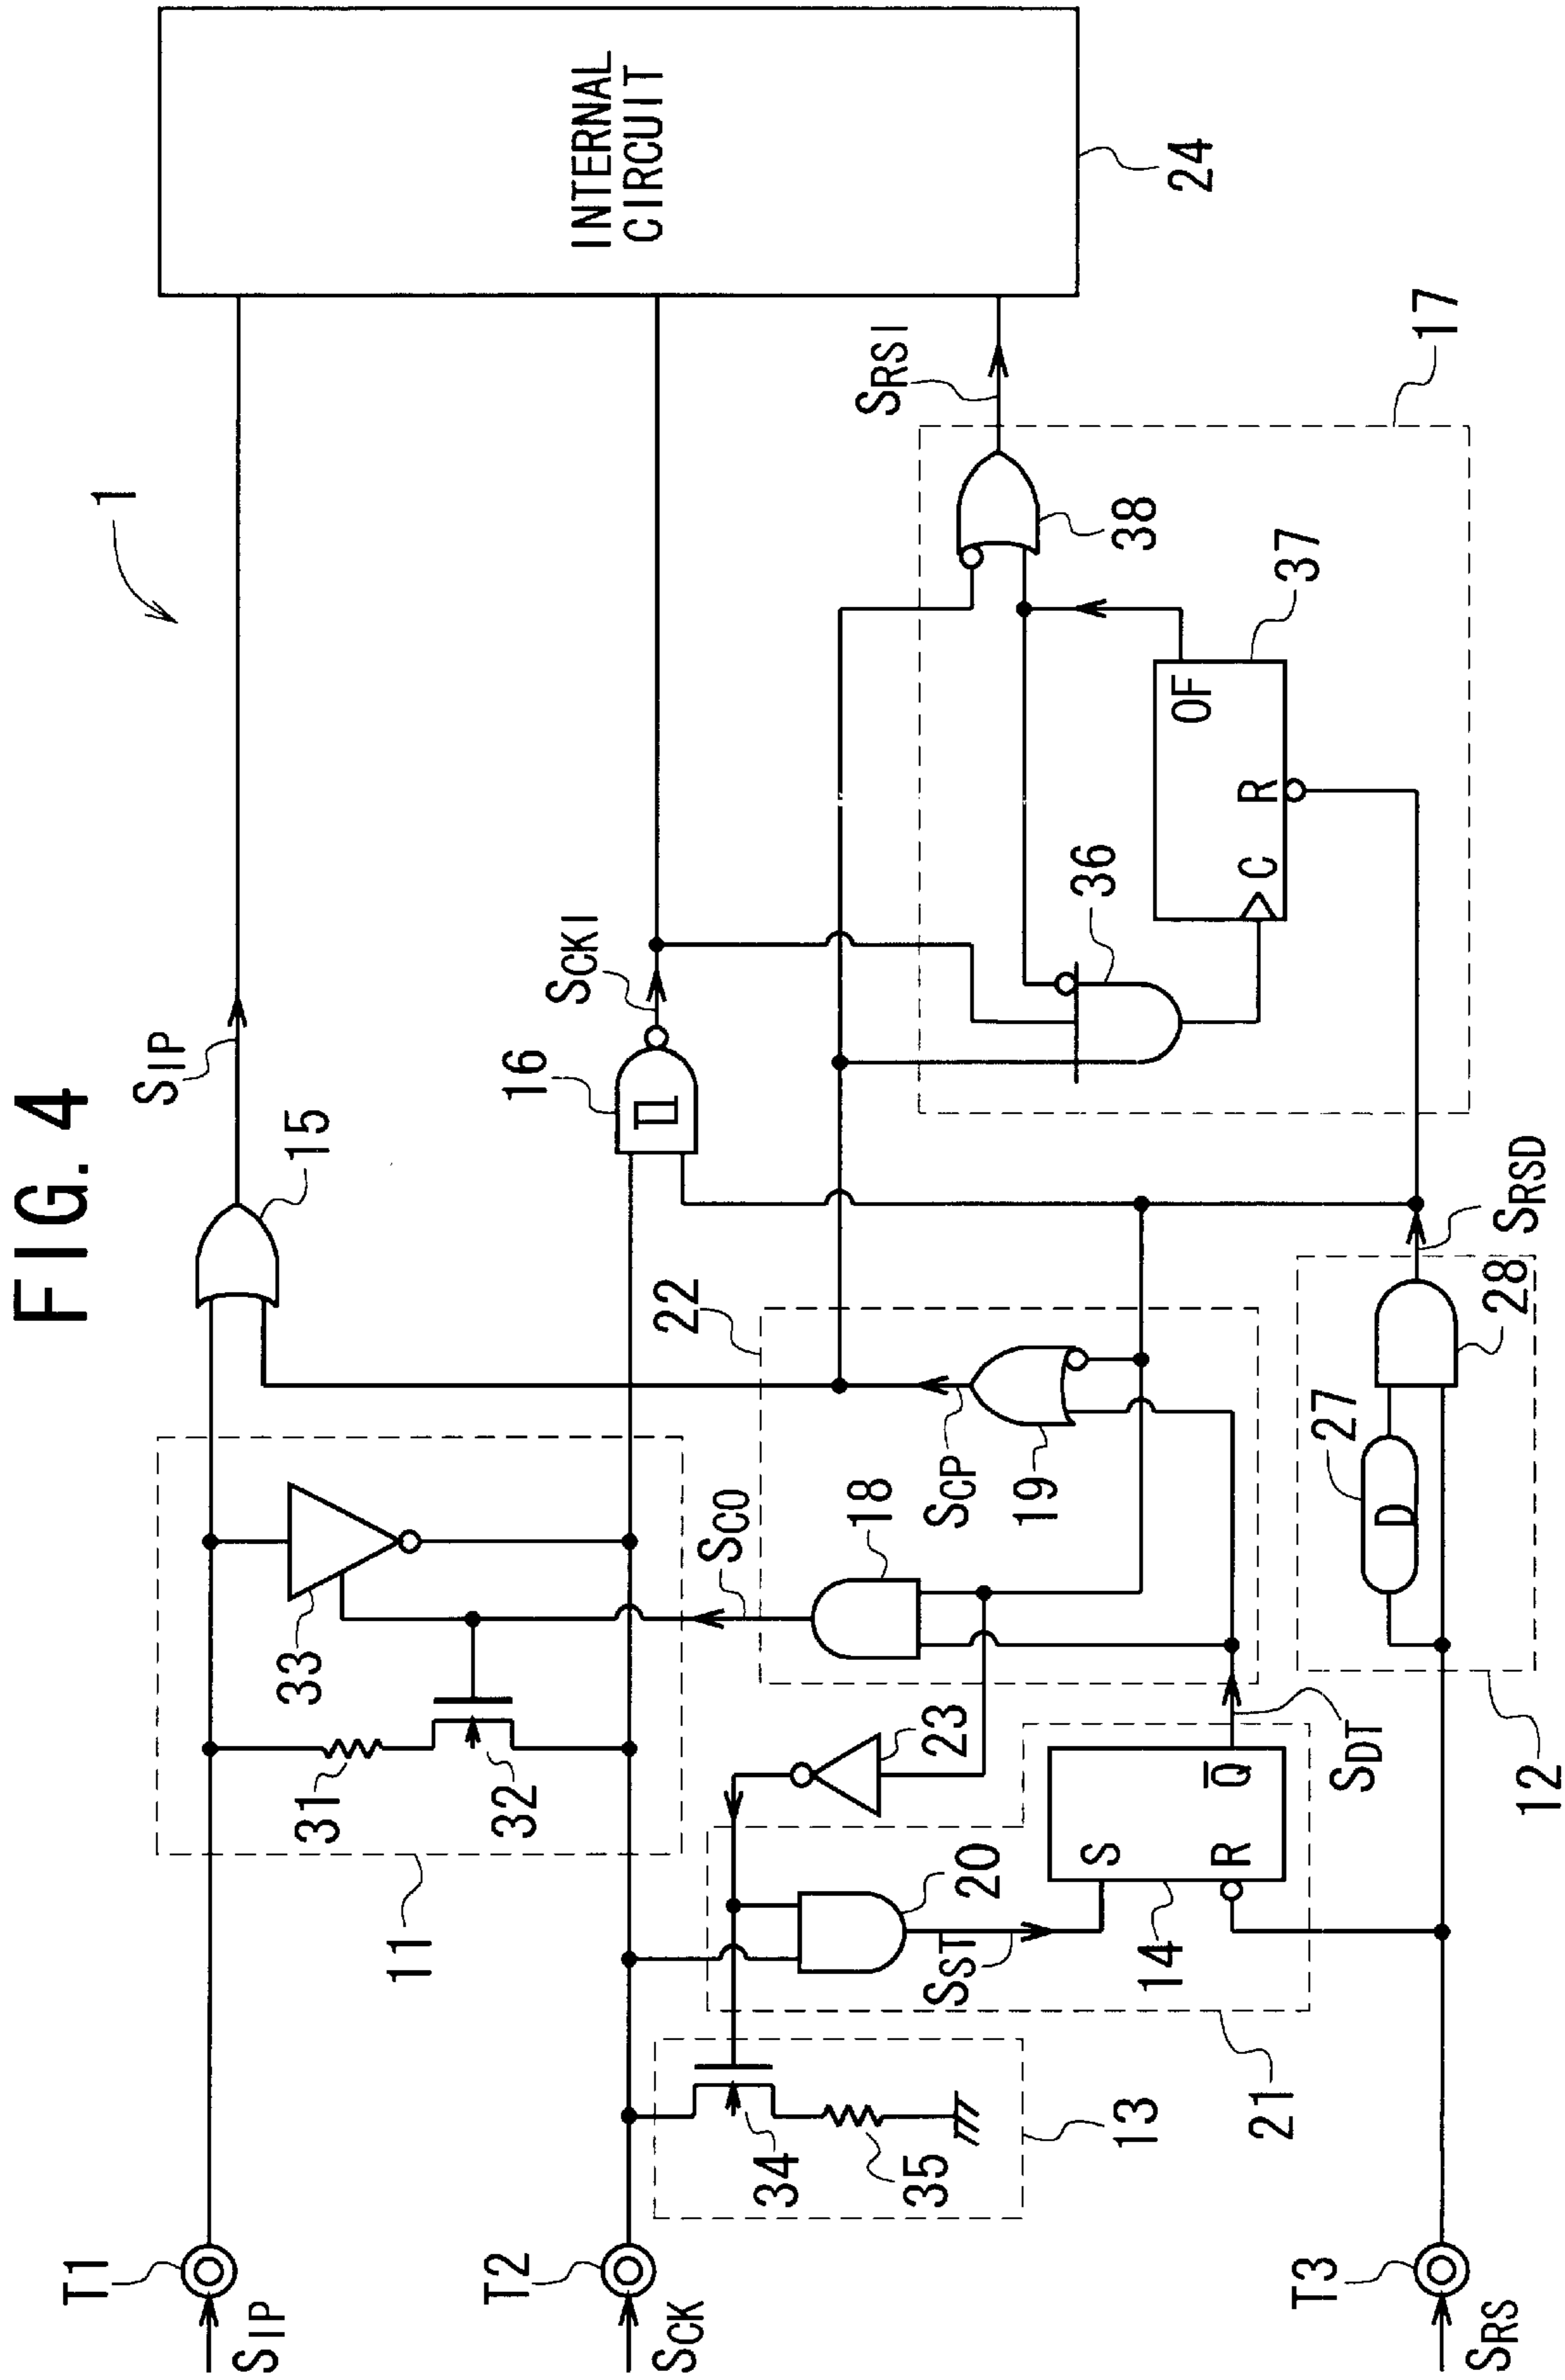 FIG. 4
1
T1
SIP
11
31
32
33
15
SIP
INTERNAL
CIRCUIT
24
T2
SCK
SCO
16
SCKI
13
34
35
21
20
SST
14
S
R
Q̅
SDT
23
22
18
19
SCP
17
36
37
C
R
OF
38
SRSI
T3
SRS
12
27
D
28
SRSD